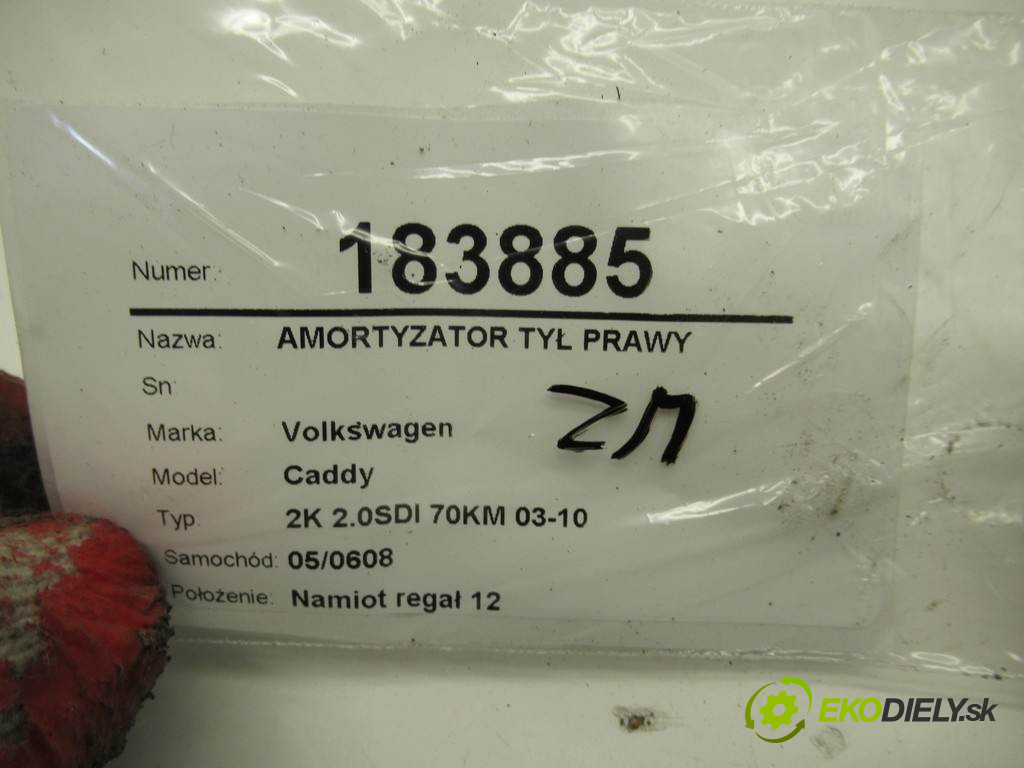 Numer: 183885
Nazwa: AMORTYZATOR TYŁ PRAWY
Sn:
Marka: Volkswagen
Model: Caddy
Typ: 2K 2.0SDI 70KM 03-10
Samochód: 05/0608
Położenie: Namiot regał 12
EKODIELY.sk